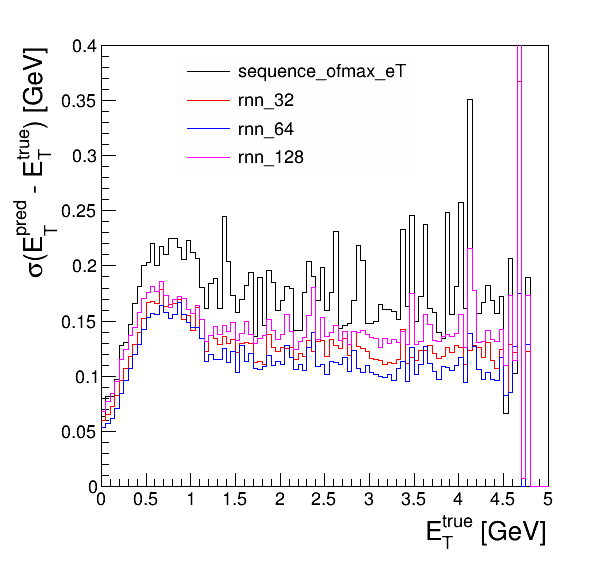 σ(E_T^pred - E_T^true) [GeV]
0.4
0.35
0.3
0.25
0.2
0.15
0.1
0.05
0
sequence_ofmax_eT
rnn_32
rnn_64
rnn_128
0 0.5 1 1.5 2 2.5 3 3.5 4 4.5 5
E_T^true [GeV]